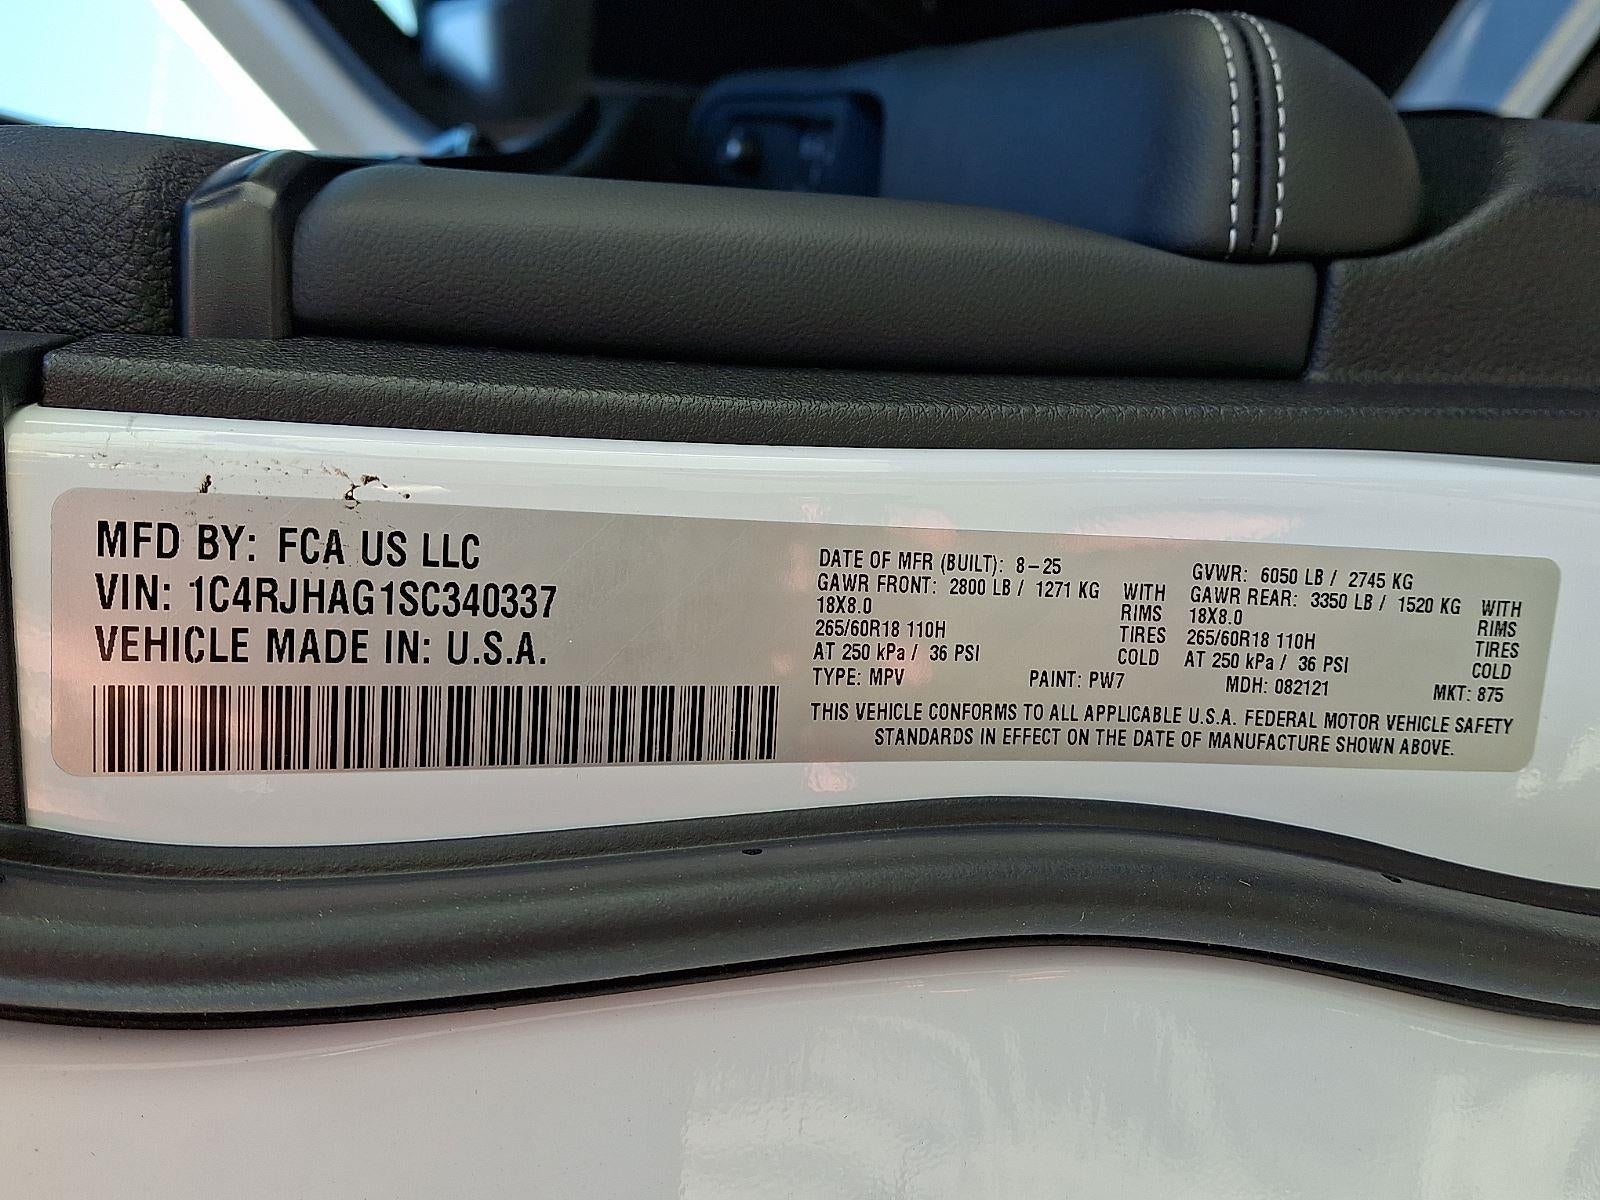 MFD BY: FCA US LLC
VIN: 1C4RJHAG1SC340337
VEHICLE MADE IN: U.S.A.
DATE OF MFR (BUILT): 8-25
GAWR FRONT: 2800 LB / 1271 KG WITH
18X8.0 RIMS
265/60R18 110H TIRES
AT 250 kPa / 36 PSI COLD
GVWR: 6050 LB / 2745 KG
GAWR REAR: 3350 LB / 1520 KG WITH
18X8.0 RIMS
265/60R18 110H TIRES
AT 250 kPa / 36 PSI COLD
TYPE: MPV PAINT: PW7 MDH: 082121 MKT: 875
THIS VEHICLE CONFORMS TO ALL APPLICABLE U.S.A. FEDERAL MOTOR VEHICLE SAFETY
STANDARDS IN EFFECT ON THE DATE OF MANUFACTURE SHOWN ABOVE.